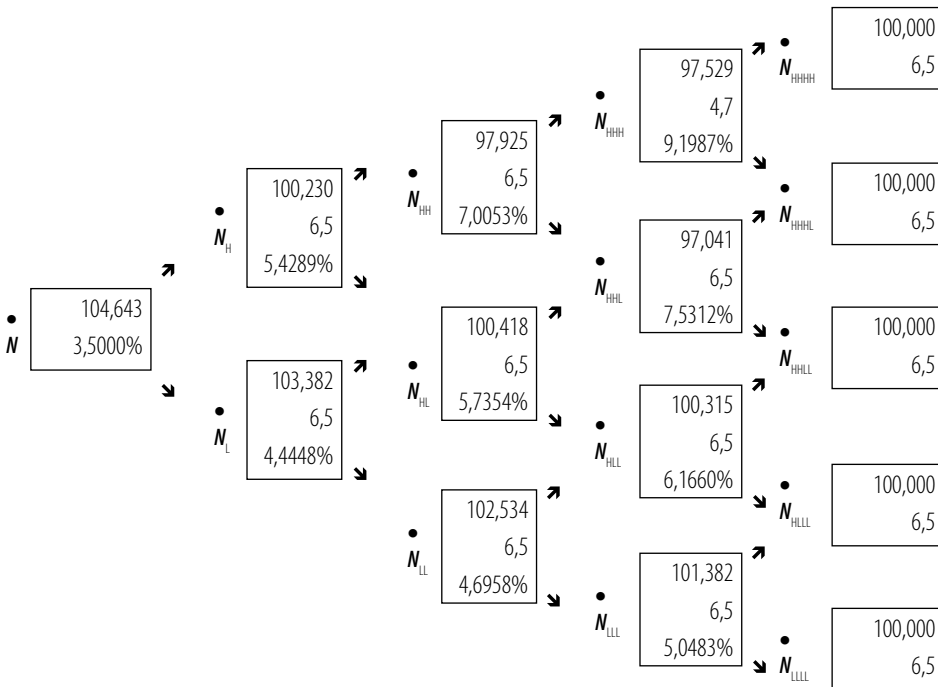 N
104,643
3,5000%
N_H
100,230
6,5
5,4289%
N_L
103,382
6,5
4,4448%
N_HH
97,925
6,5
7,0053%
N_HL
100,418
6,5
5,7354%
N_LL
102,534
6,5
4,6958%
N_HHH
97,529
4,7
9,1987%
N_HHL
97,041
6,5
7,5312%
N_HLL
100,315
6,5
6,1660%
N_LLL
101,382
6,5
5,0483%
N_HHHH
100,000
6,5
N_HHHL
100,000
6,5
N_HHLL
100,000
6,5
N_HLLL
100,000
6,5
N_LLLL
100,000
6,5